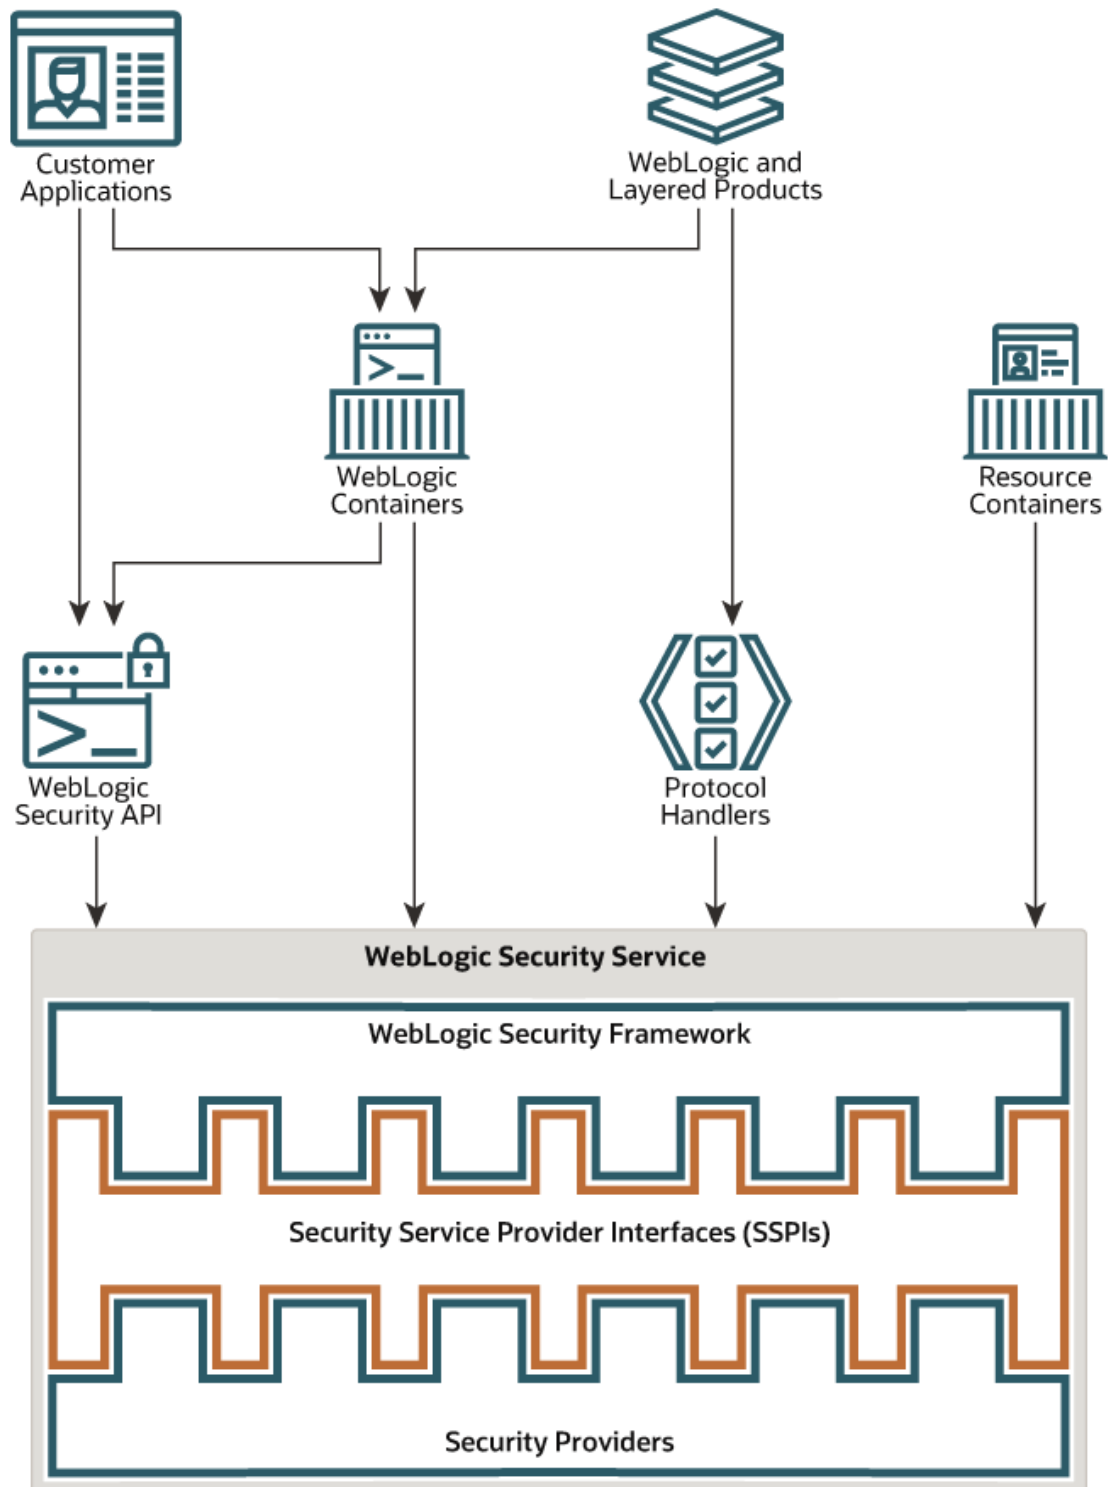 Customer
Applications
WebLogic and
Layered Products
WebLogic
Containers
Resource
Containers
WebLogic
Security API
Protocol
Handlers
WebLogic Security Service
WebLogic Security Framework
Security Service Provider Interfaces (SSPIs)
Security Providers